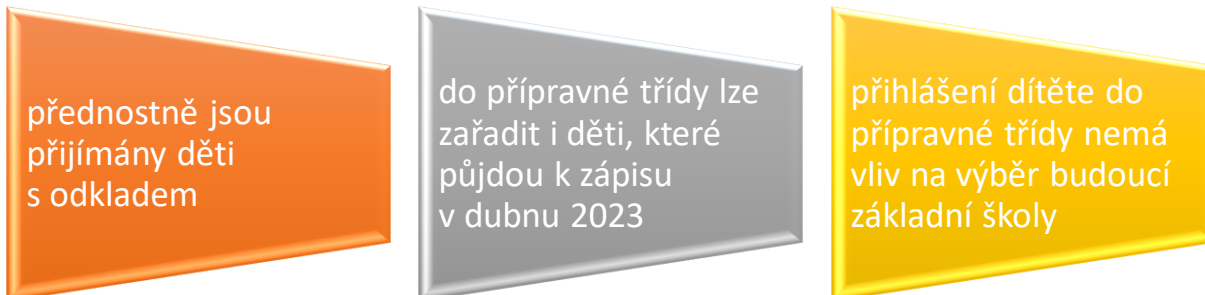 přednostně jsou
přijímány děti
s odkladem
do přípravné třídy lze
zařadit i děti, které
půjdou k zápisu
v dubnu 2023
přihlášení dítěte do
přípravné třídy nemá
vliv na výběr budoucí
základní školy